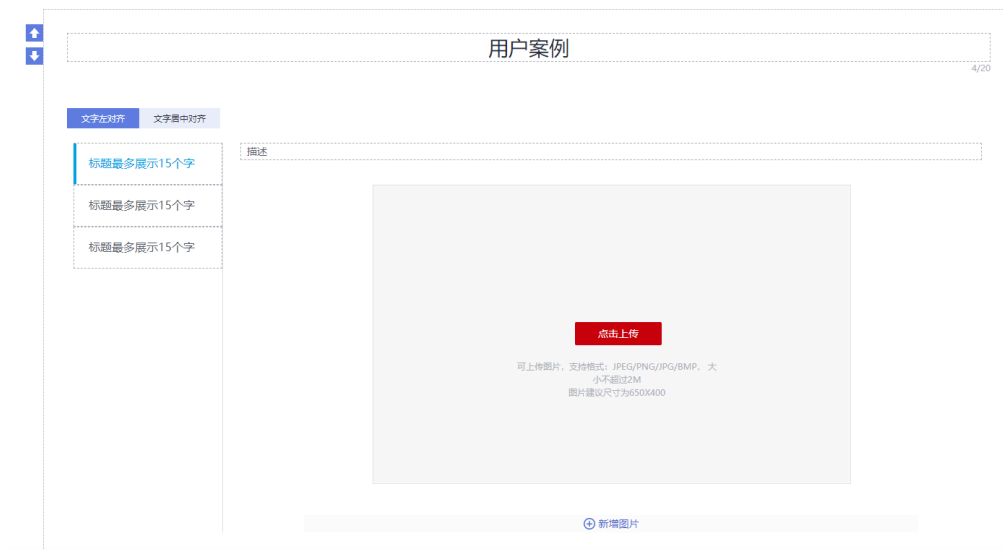 用户案例
4/20
文字左对齐 文字居中对齐
标题最多展示15个字
标题最多展示15个字
标题最多展示15个字
描述
点击上传
可上传图片，支持格式：JPEG/PNG/JPG/BMP， 大
小不超过2M
图片建议尺寸为650X400
新增图片